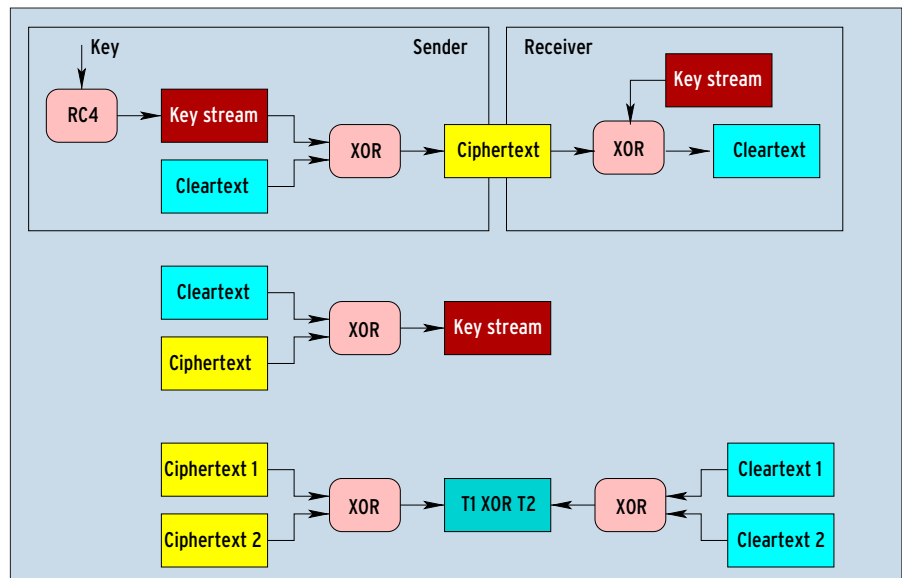 Key
Sender
Receiver
RC4
Key stream
Key stream
XOR
Ciphertext
XOR
Cleartext
Cleartext
Cleartext
XOR
Key stream
Ciphertext
Ciphertext 1
XOR
T1 XOR T2
XOR
Cleartext 1
Ciphertext 2
Cleartext 2